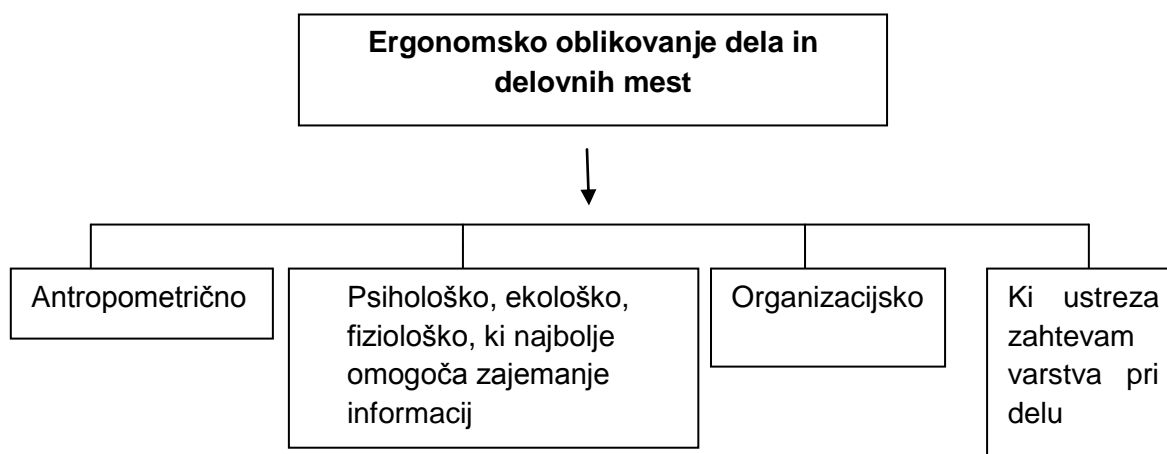 Ergonomsko oblikovanje dela in
delovnih mest
Antropometrično
Psihološko, ekološko,
fiziološko, ki najbolje
omogoča zajemanje
informacij
Organizacijsko
Ki ustreza
zahtevam
varstva pri
delu